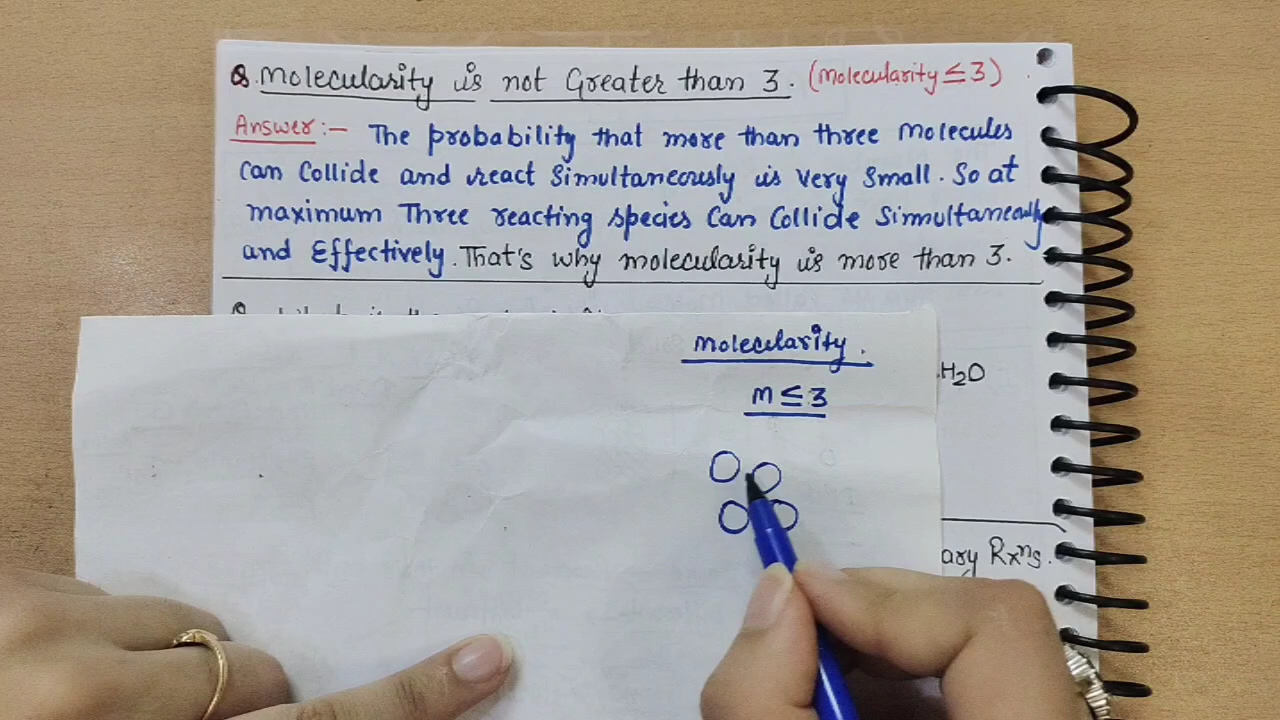 Q. Molecularity is not Greater than 3. (Molecularity ≤ 3)
Answer:- The probability that more than three Molecules
Can Collide and react Simultaneously is Very Small. So at
maximum Three reacting species Can Collide Simultaneously
and Effectively. That's why molecularity is more than 3.
Molecularity.
m ≤ 3
H2O
ary Rxns.